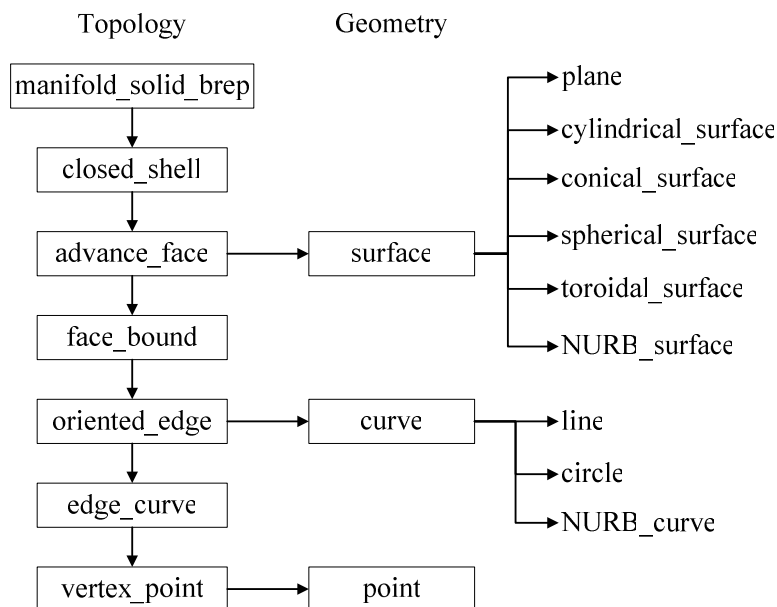 Topology
Geometry
manifold_solid_brep
closed_shell
advance_face
face_bound
oriented_edge
edge_curve
vertex_point
surface
curve
point
plane
cylindrical_surface
conical_surface
spherical_surface
toroidal_surface
NURB_surface
line
circle
NURB_curve